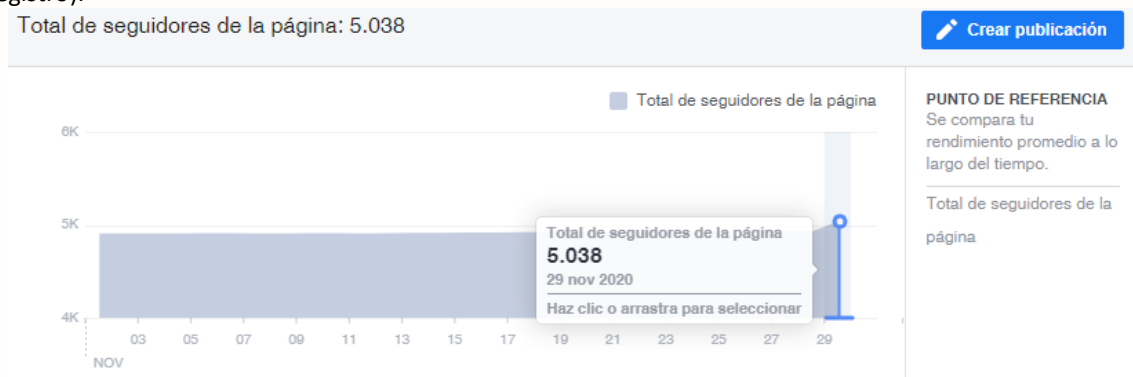 Total de seguidores de la página: 5.038
Crear publicación
Total de seguidores de la página
PUNTO DE REFERENCIA
Se compara tu
rendimiento promedio a lo
largo del tiempo.
Total de seguidores de la
página
6K
5K
4K
Total de seguidores de la página
5.038
29 nov 2020
Haz clic o arrastra para seleccionar
03 05 07 09 11 13 15 17 19 21 23 25 27 29
NOV